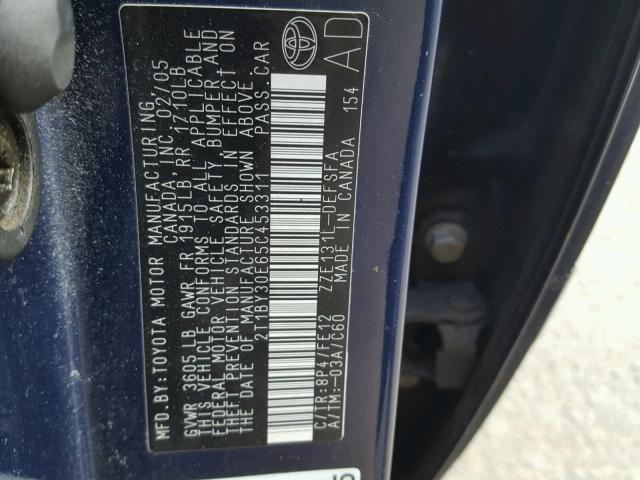 MFD. BY: TOYOTA MOTOR MANUFACTURING,
CANADA, INC. 02/05
GVWR 3605 LB GAWR FR 1915LB, RR 1710LB
THIS VEHICLE CONFORMS TO ALL APPLICABLE
FEDERAL MOTOR VEHICLE SAFETY, BUMPER AND
THEFT PREVENTION STANDARDS IN EFFECT ON
THE DATE OF MANUFACTURE SHOWN ABOVE.
2T1BY30E65C453311 PASS. CAR
C/TR: 8P4/FE12 ZZE131L-DEFSFA
A/TM: -03A/C60 MADE IN CANADA 154
AD